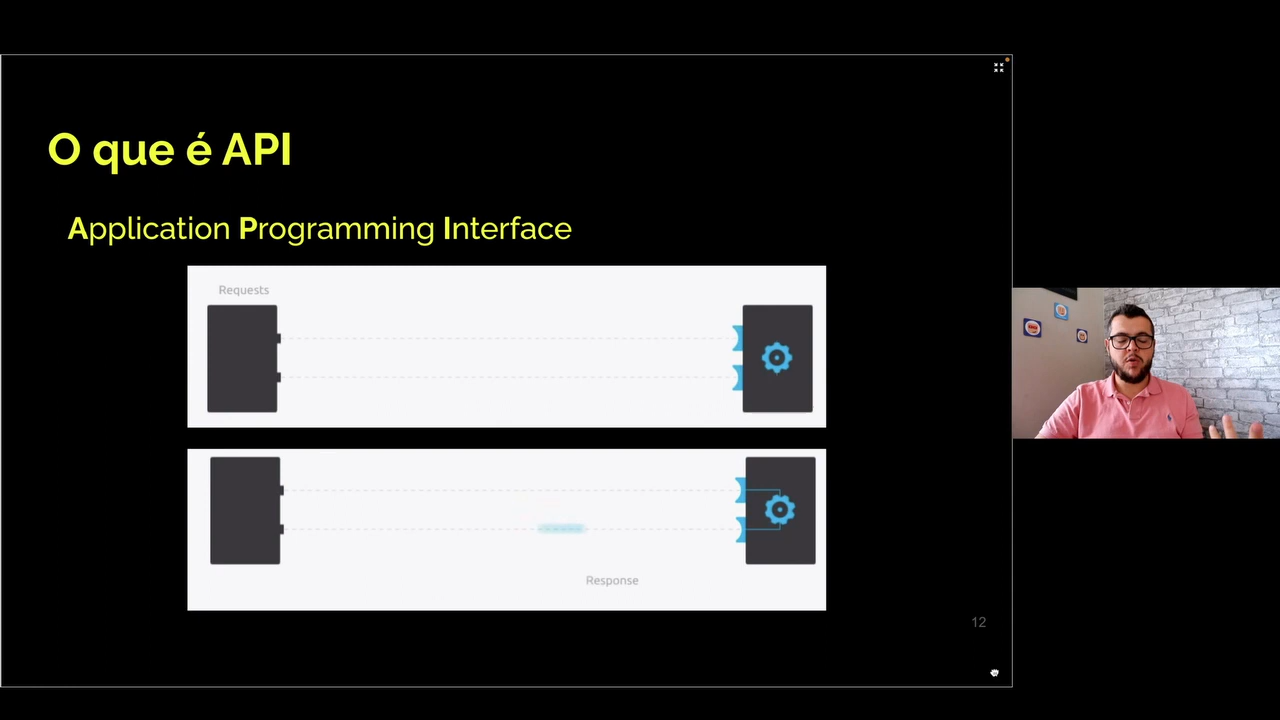 O que é API
Application Programming Interface
Requests
Response
12